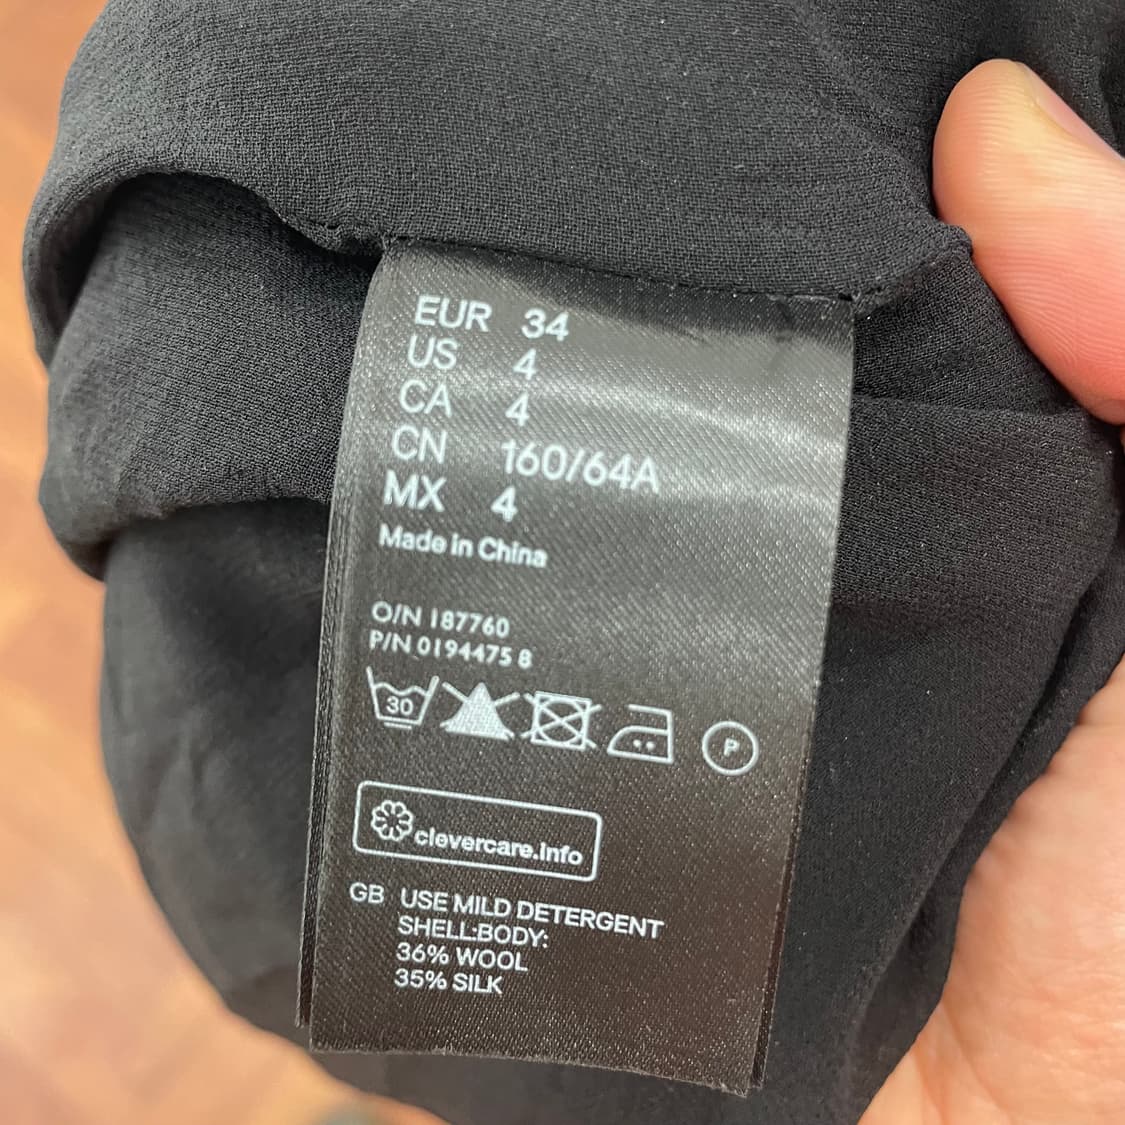 EUR 34
US 4
CA 4
CN 160/64A
MX 4
Made in China
O/N 187760
P/N 0194475 8
30 P
clevercare.info
GB USE MILD DETERGENT
SHELL:BODY:
36% WOOL
35% SILK